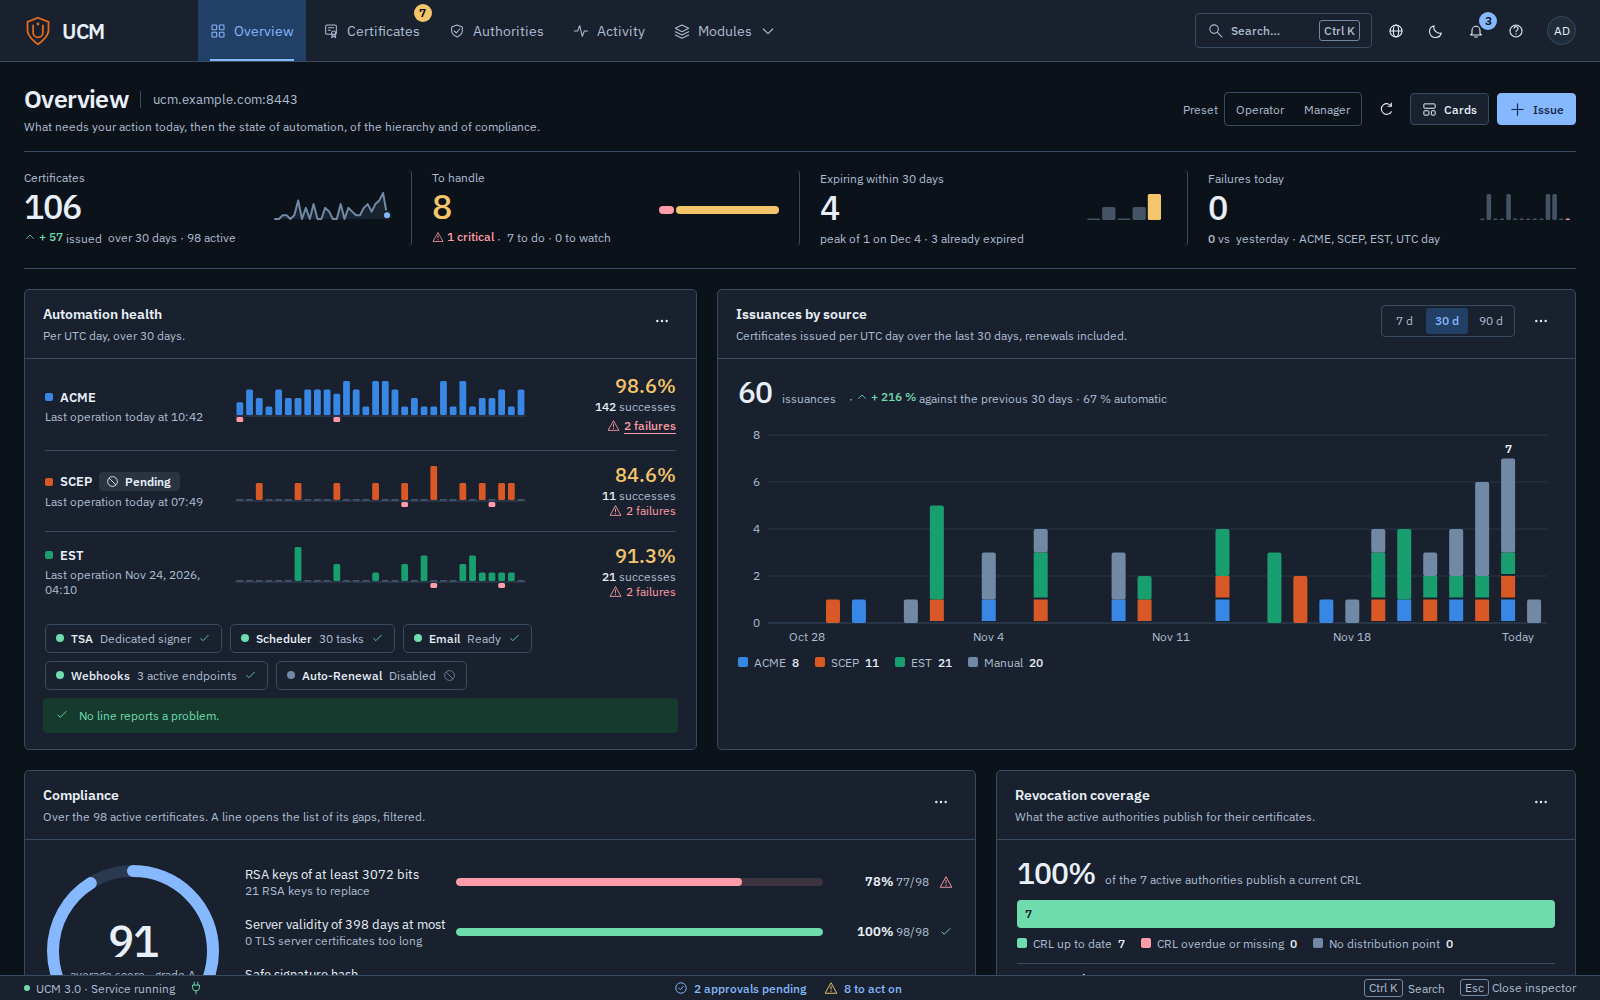 UCM
Overview
Certificates
7
Authorities
Activity
Modules
Search...
Ctrl K
3
AD
Overview
ucm.example.com:8443
What needs your action today, then the state of automation, of the hierarchy and of compliance.
Preset
Operator
Manager
Cards
Issue
Certificates
106
+ 57 issued over 30 days · 98 active
To handle
8
1 critical · 7 to do · 0 to watch
Expiring within 30 days
4
peak of 1 on Dec 4 · 3 already expired
Failures today
0
0 vs yesterday · ACME, SCEP, EST, UTC day
Automation health
Per UTC day, over 30 days.
ACME
Last operation today at 10:42
98.6%
142 successes
2 failures
SCEP
Pending
Last operation today at 07:49
84.6%
11 successes
2 failures
EST
Last operation Nov 24, 2026,
04:10
91.3%
21 successes
2 failures
TSA Dedicated signer
Scheduler 30 tasks
Email Ready
Webhooks 3 active endpoints
Auto-Renewal Disabled
No line reports a problem.
Issuances by source
Certificates issued per UTC day over the last 30 days, renewals included.
7 d
30 d
90 d
60 issuances · + 216 % against the previous 30 days · 67 % automatic
8
6
4
2
0
7
Oct 28
Nov 4
Nov 11
Nov 18
Today
ACME 8
SCEP 11
EST 21
Manual 20
Compliance
Over the 98 active certificates. A line opens the list of its gaps, filtered.
91
RSA keys of at least 3072 bits
21 RSA keys to replace
78% 77/98
Server validity of 398 days at most
0 TLS server certificates too long
100% 98/98
Safe signature hash
Revocation coverage
What the active authorities publish for their certificates.
100% of the 7 active authorities publish a current CRL
7
CRL up to date 7
CRL overdue or missing 0
No distribution point 0
UCM 3.0 · Service running
2 approvals pending
8 to act on
Ctrl K Search
Esc Close inspector